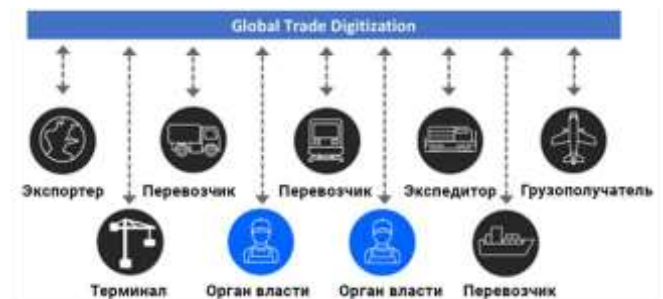 Global Trade Digitization
Экспортер Перевозчик Перевозчик Экспедитор Грузополучатель
Терминал Орган власти Орган власти Перевозчик